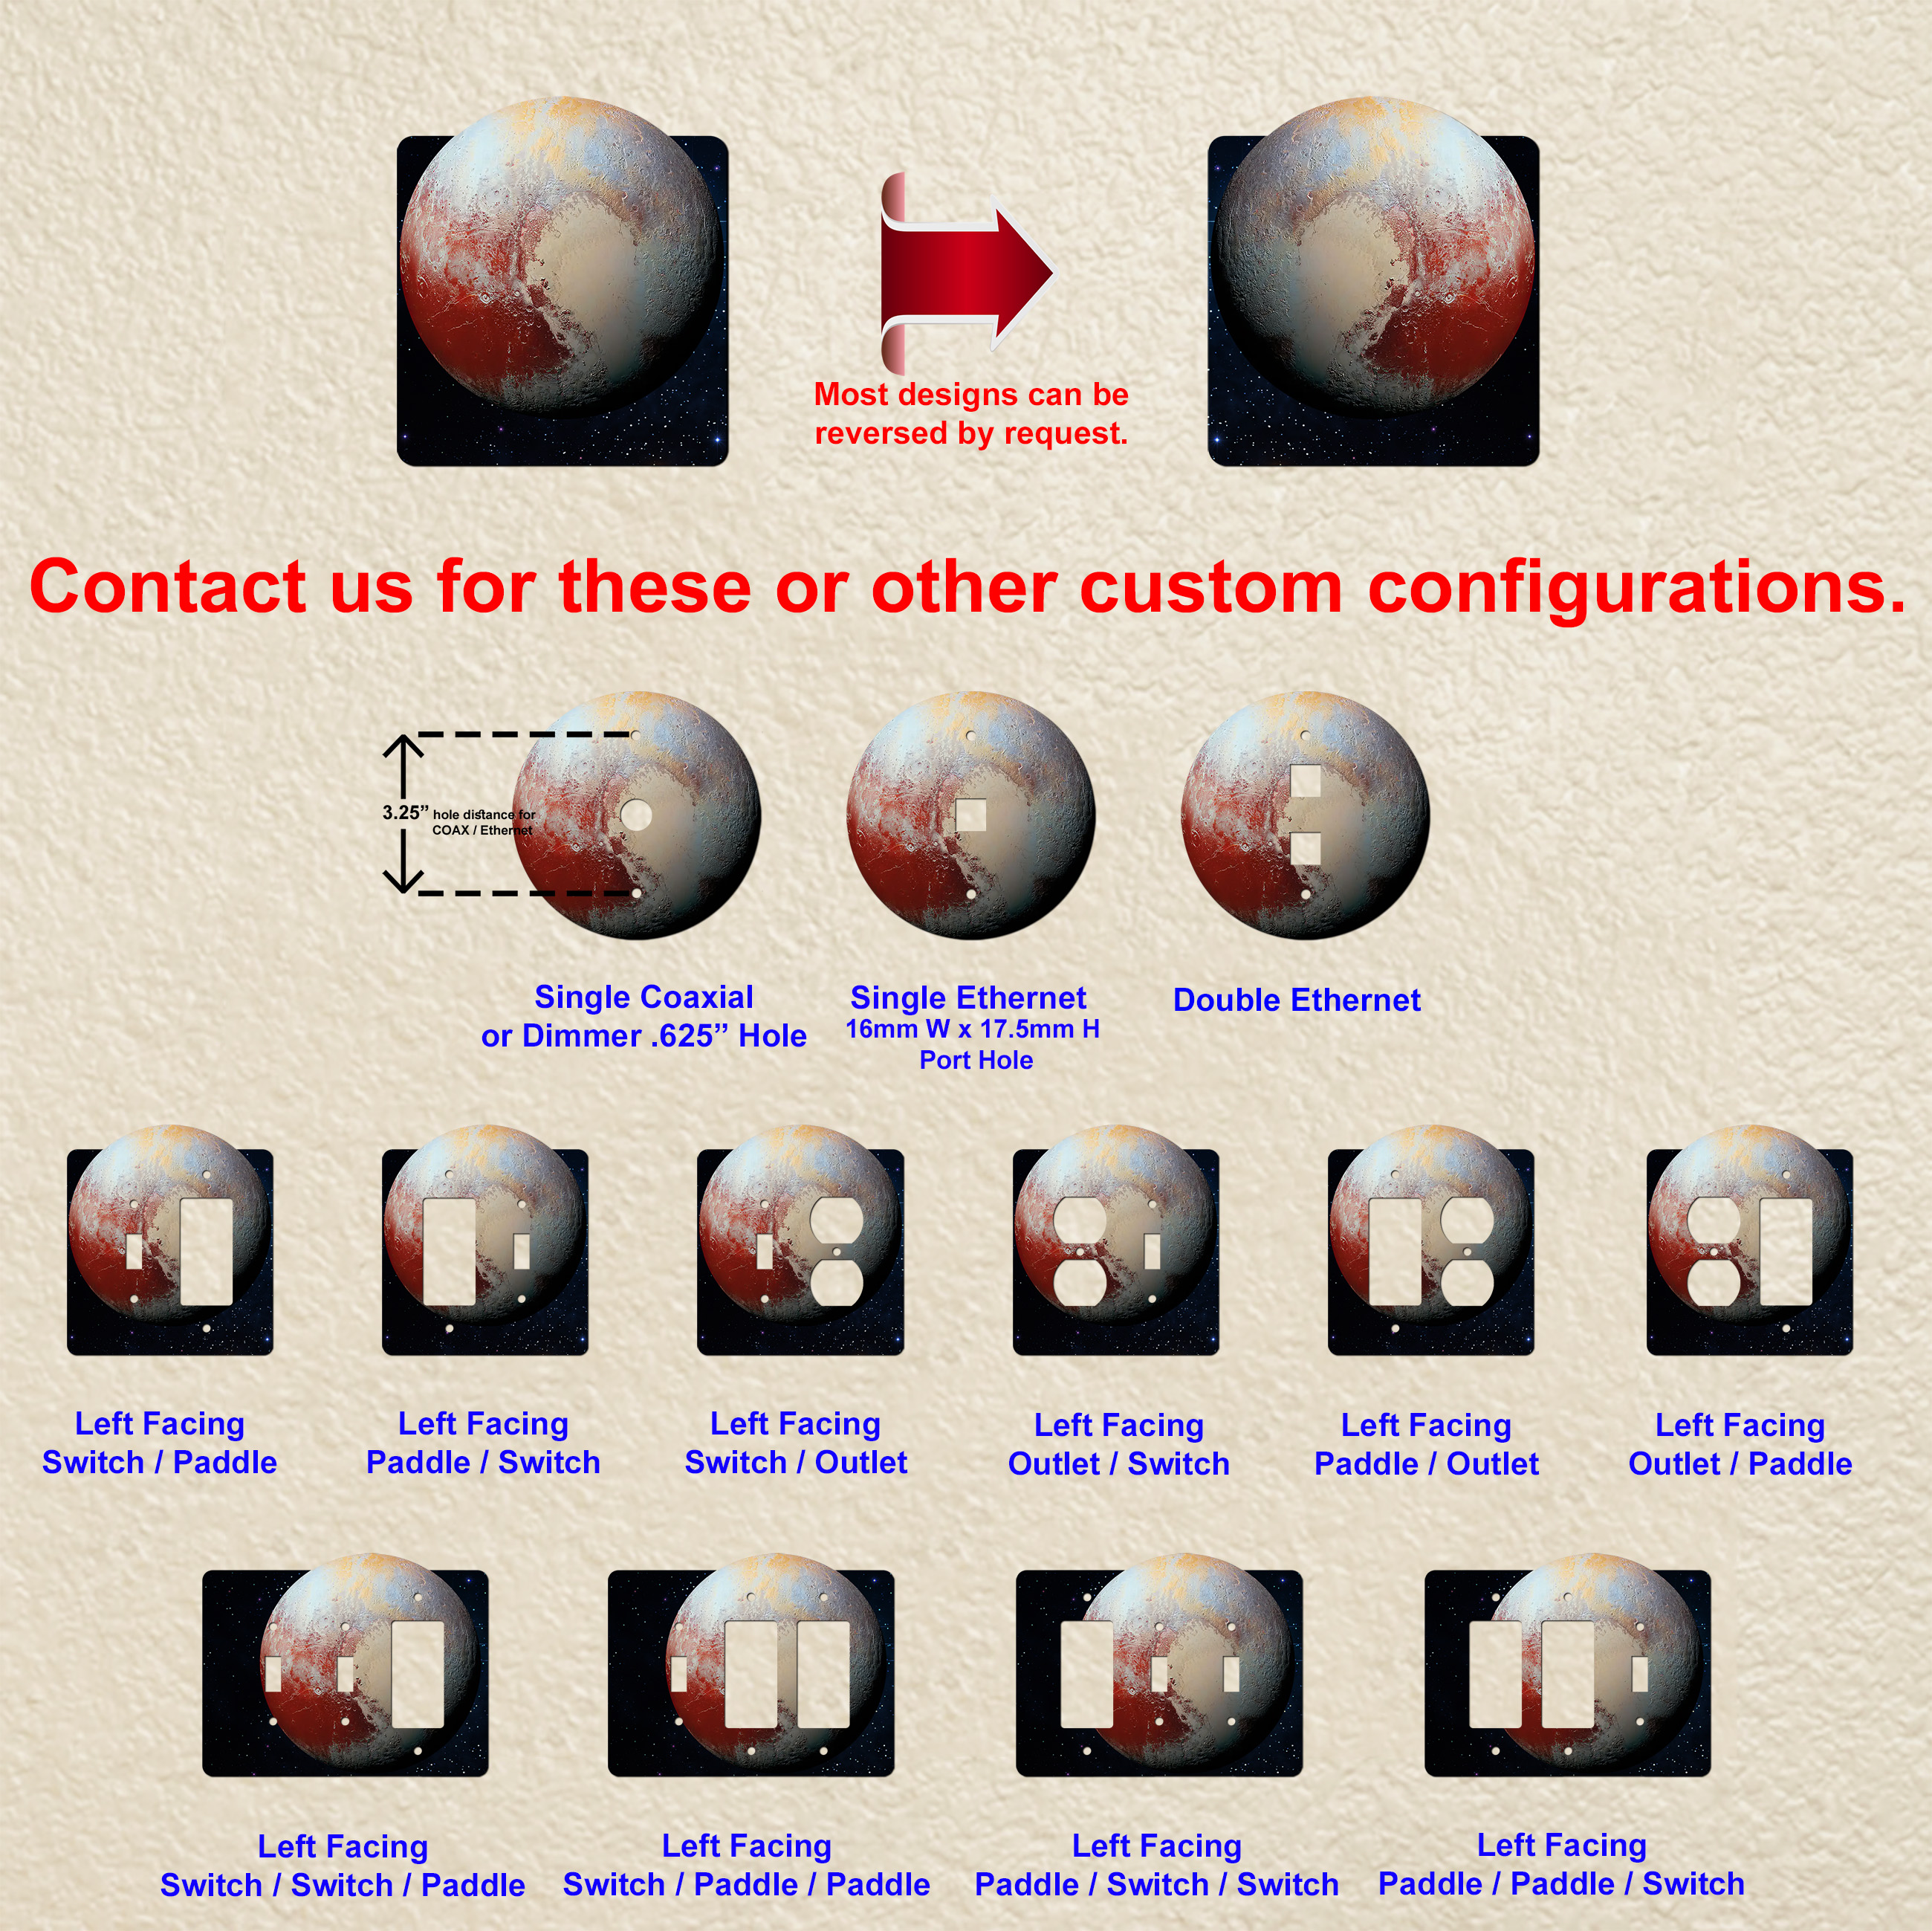 Most designs can be
reversed by request.
Contact us for these or other custom configurations.
3.25” hole distance for
COAX / Ethernet
Single Coaxial
or Dimmer .625” Hole
Single Ethernet
16mm W x 17.5mm H
Port Hole
Double Ethernet
Left Facing
Switch / Paddle
Left Facing
Paddle / Switch
Left Facing
Switch / Outlet
Left Facing
Outlet / Switch
Left Facing
Paddle / Outlet
Left Facing
Outlet / Paddle
Left Facing
Switch / Switch / Paddle
Left Facing
Switch / Paddle / Paddle
Left Facing
Paddle / Switch / Switch
Left Facing
Paddle / Paddle / Switch